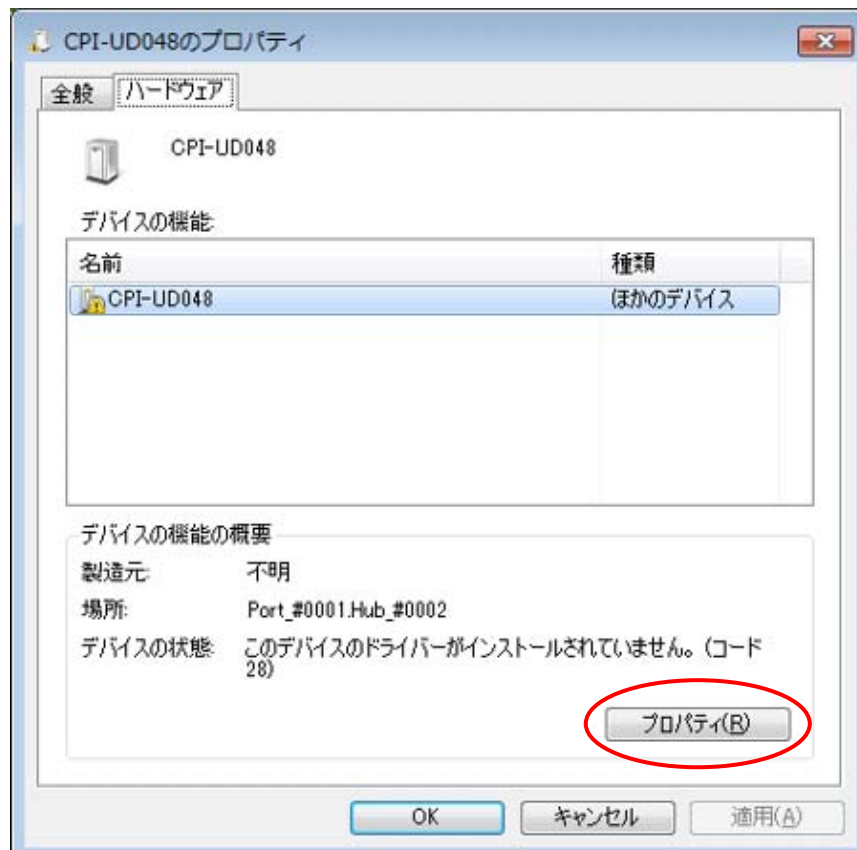 CPI-UD048のプロパティ
全般 ハードウェア
CPI-UD048
デバイスの機能:
名前 種類
CPI-UD048 ほかのデバイス
デバイスの機能の概要
製造元: 不明
場所: Port_#0001.Hub_#0002
デバイスの状態: このデバイスのドライバーがインストールされていません。(コード
28)
プロパティ(R)
OK キャンセル 適用(A)